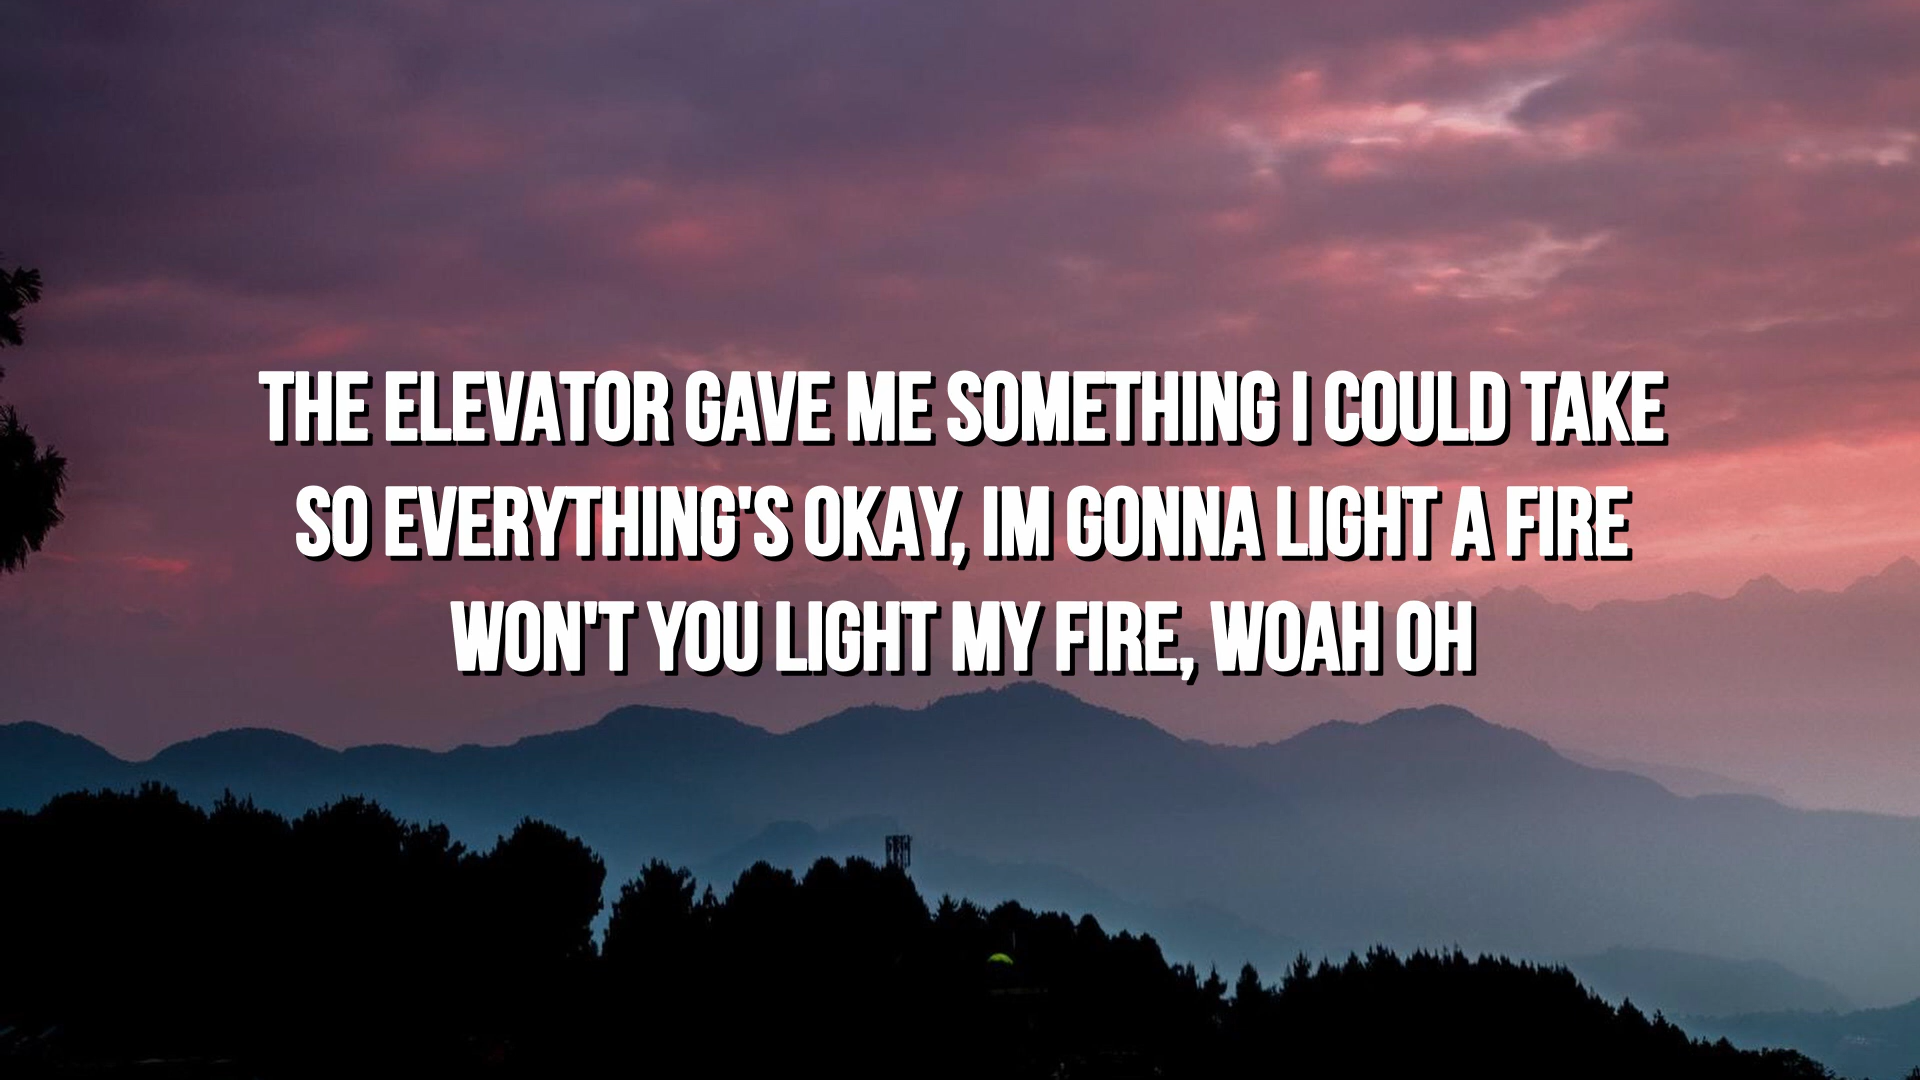 THE ELEVATOR GAVE ME SOMETHING I COULD TAKE
SO EVERYTHING'S OKAY, IM GONNA LIGHT A FIRE
WON'T YOU LIGHT MY FIRE, WOAH OH